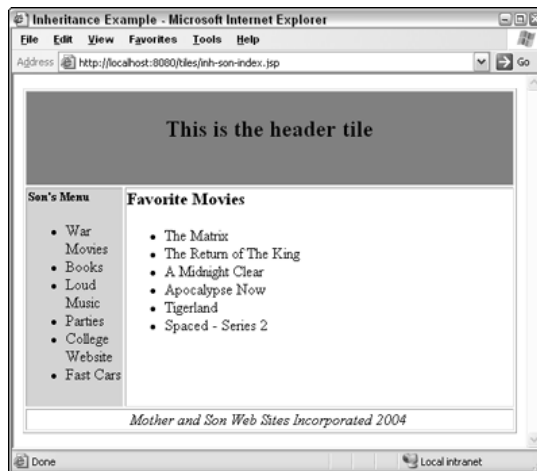 Inheritance Example - Microsoft Internet Explorer
File Edit View Favorites Tools Help
Address http://localhost:8080/tiles/inh-son-index.jsp Go
This is the header tile
Son's Menu
• War
Movies
• Books
• Loud
Music
• Parties
• College
Website
• Fast Cars
Favorite Movies
• The Matrix
• The Return of The King
• A Midnight Clear
• Apocalypse Now
• Tigerland
• Spaced - Series 2
Mother and Son Web Sites Incorporated 2004
Done Local intranet